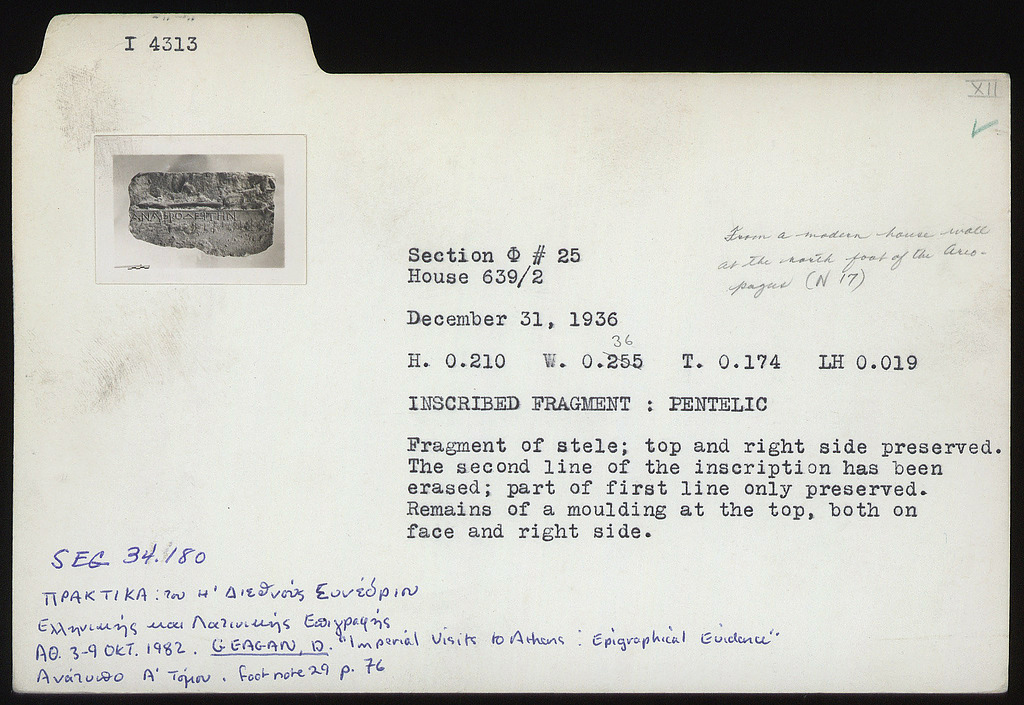 I 4313
XII
From a modern house wall
at the north foot of the Areo-
pagus (N 17)
Section Φ # 25
House 639/2
December 31, 1936
36
H. 0.210 W. 0.255 T. 0.174 LH 0.019
INSCRIBED FRAGMENT : PENTELIC
Fragment of stele; top and right side preserved.
The second line of the inscription has been
erased; part of first line only preserved.
Remains of a moulding at the top, both on
face and right side.
SEG 34.180
ΠΡΑΚΤΙΚΑ: του Η' Διεθνούς Συνέδριου
Ελληνικής και Λατινικής Επιγραφής
ΑΘ. 3-9 ΟΚΤ. 1982. GEAGAN, D. "Imperial Visits to Athens: Epigraphical Evidence"
Ανάτυπο Α' Τόμου. footnote 29 p. 76